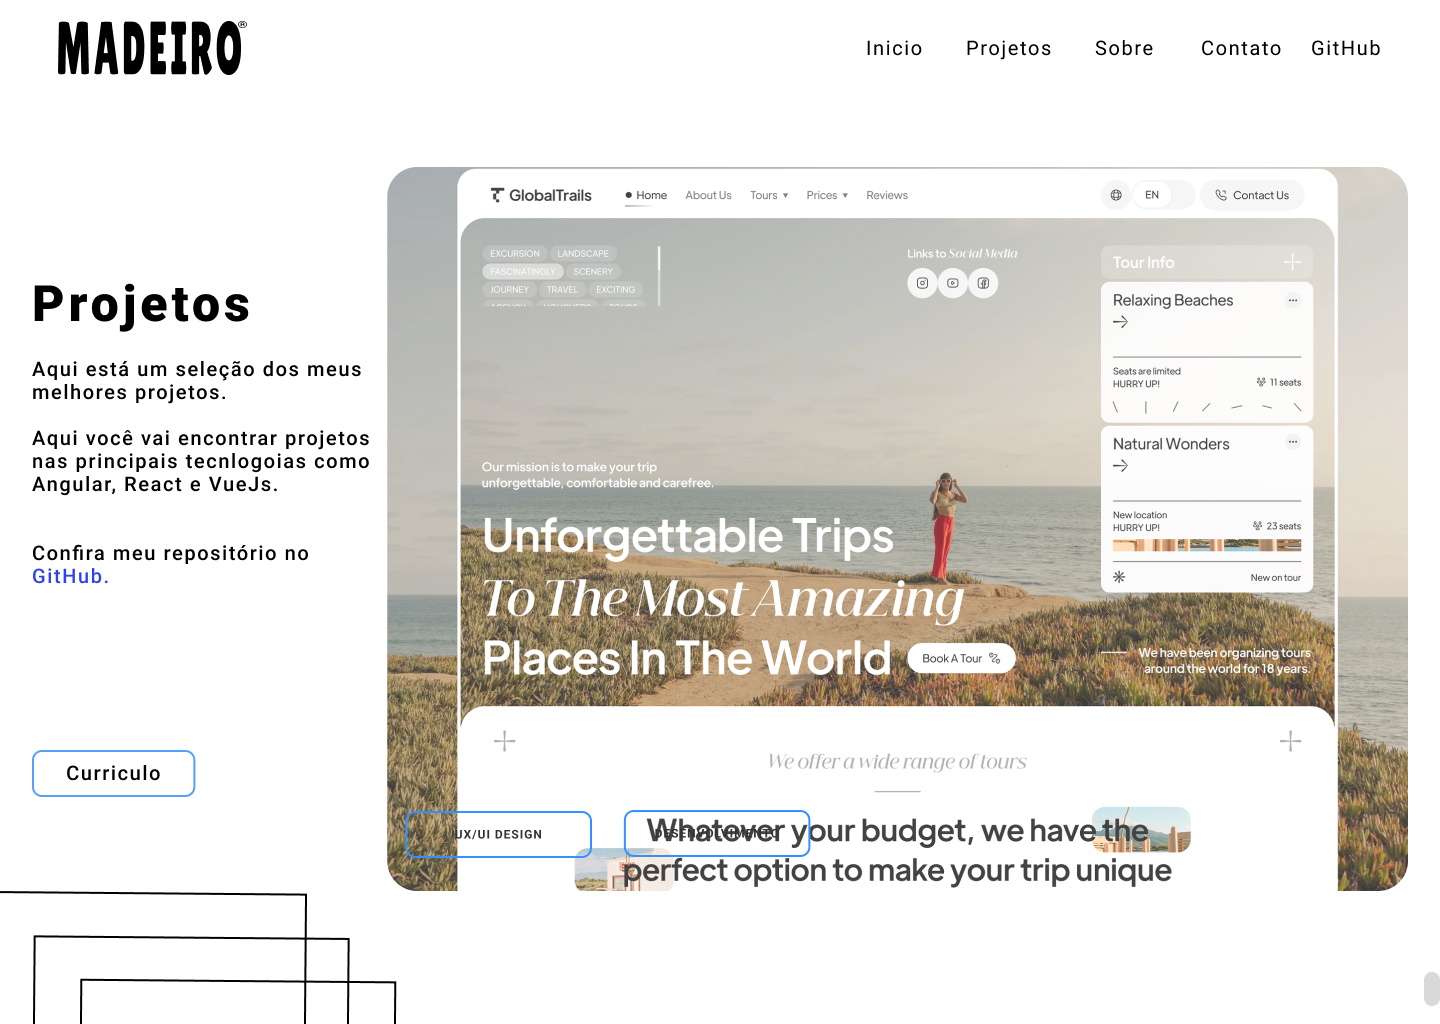 MADEIRO®
Inicio Projetos Sobre Contato GitHub
Projetos
Aqui está um seleção dos meus
melhores projetos.
Aqui você vai encontrar projetos
nas principais tecnlogoias como
Angular, React e VueJs.
Confira meu repositório no
GitHub.
Curriculo
GlobalTrails
Home About Us Tours Prices Reviews
EN
Contact Us
EXCURSION LANDSCAPE
FASCINATINGLY SCENERY
JOURNEY TRAVEL EXCITING
AGENCY VOUCHERS TOURS
Links to Social Media
Tour Info
Relaxing Beaches
Seats are limited
HURRY UP!
11 seats
Natural Wonders
New location
HURRY UP!
23 seats
New on tour
Our mission is to make your trip
unforgettable, comfortable and carefree.
Unforgettable Trips
To The Most Amazing
Places In The World
Book A Tour
We have been organizing tours
around the world for 18 years.
We offer a wide range of tours
Whatever your budget, we have the
perfect option to make your trip unique
UX/UI DESIGN
DESENVOLVIMENTO